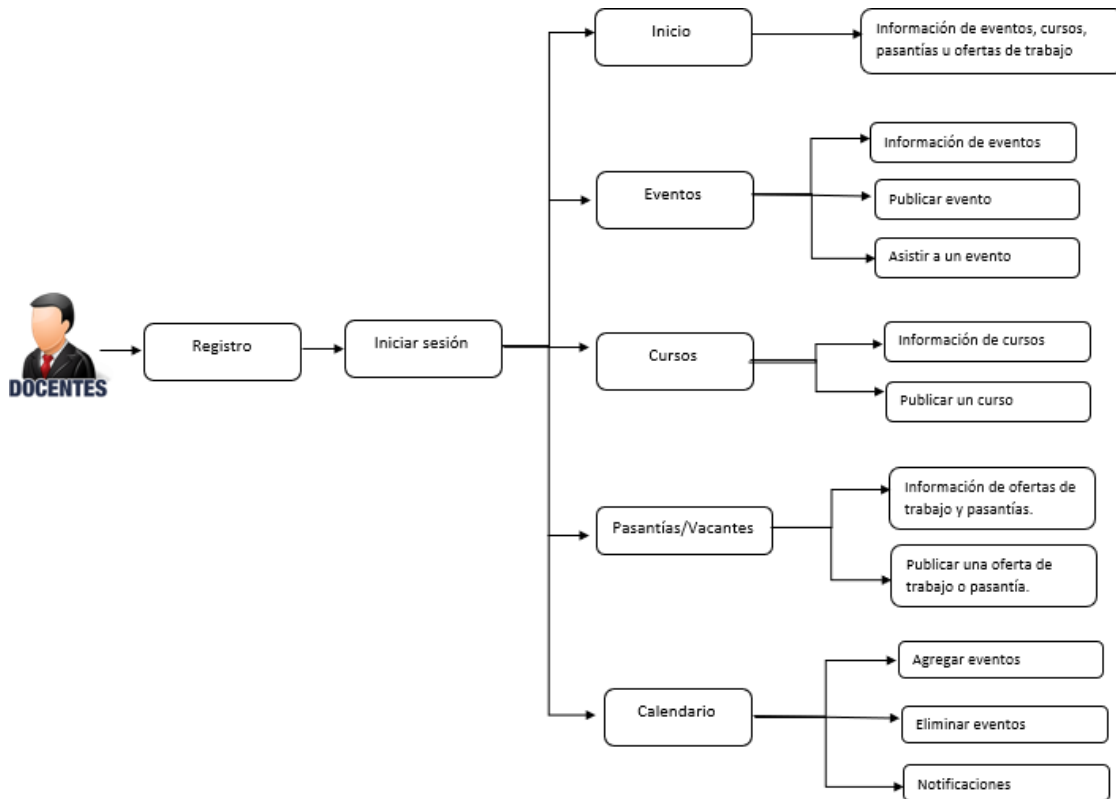 Inicio
Información de eventos, cursos,
pasantías u ofertas de trabajo
Eventos
Información de eventos
Publicar evento
Asistir a un evento
DOCENTES
Registro
Iniciar sesión
Cursos
Información de cursos
Publicar un curso
Pasantías/Vacantes
Información de ofertas de
trabajo y pasantías.
Publicar una oferta de
trabajo o pasantía.
Calendario
Agregar eventos
Eliminar eventos
Notificaciones